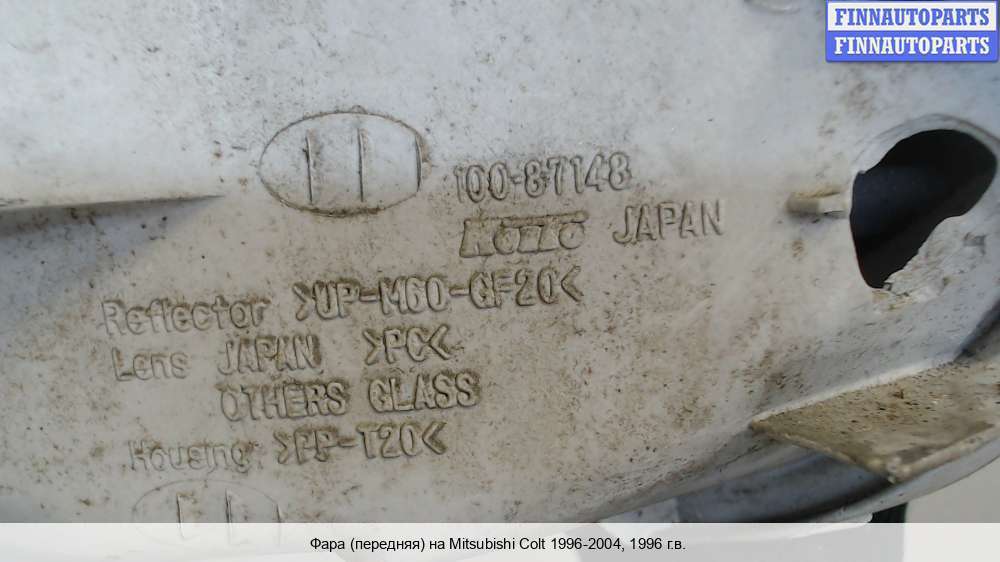 FINNAUTOPARTS
FINNAUTOPARTS
100-87148
JAPAN
Reflector >UP-M60-GF20<
Lens JAPAN >PC<
OTHERS GLASS
Housing >PP-T20<
Фара (передняя) на Mitsubishi Colt 1996-2004, 1996 г.в.